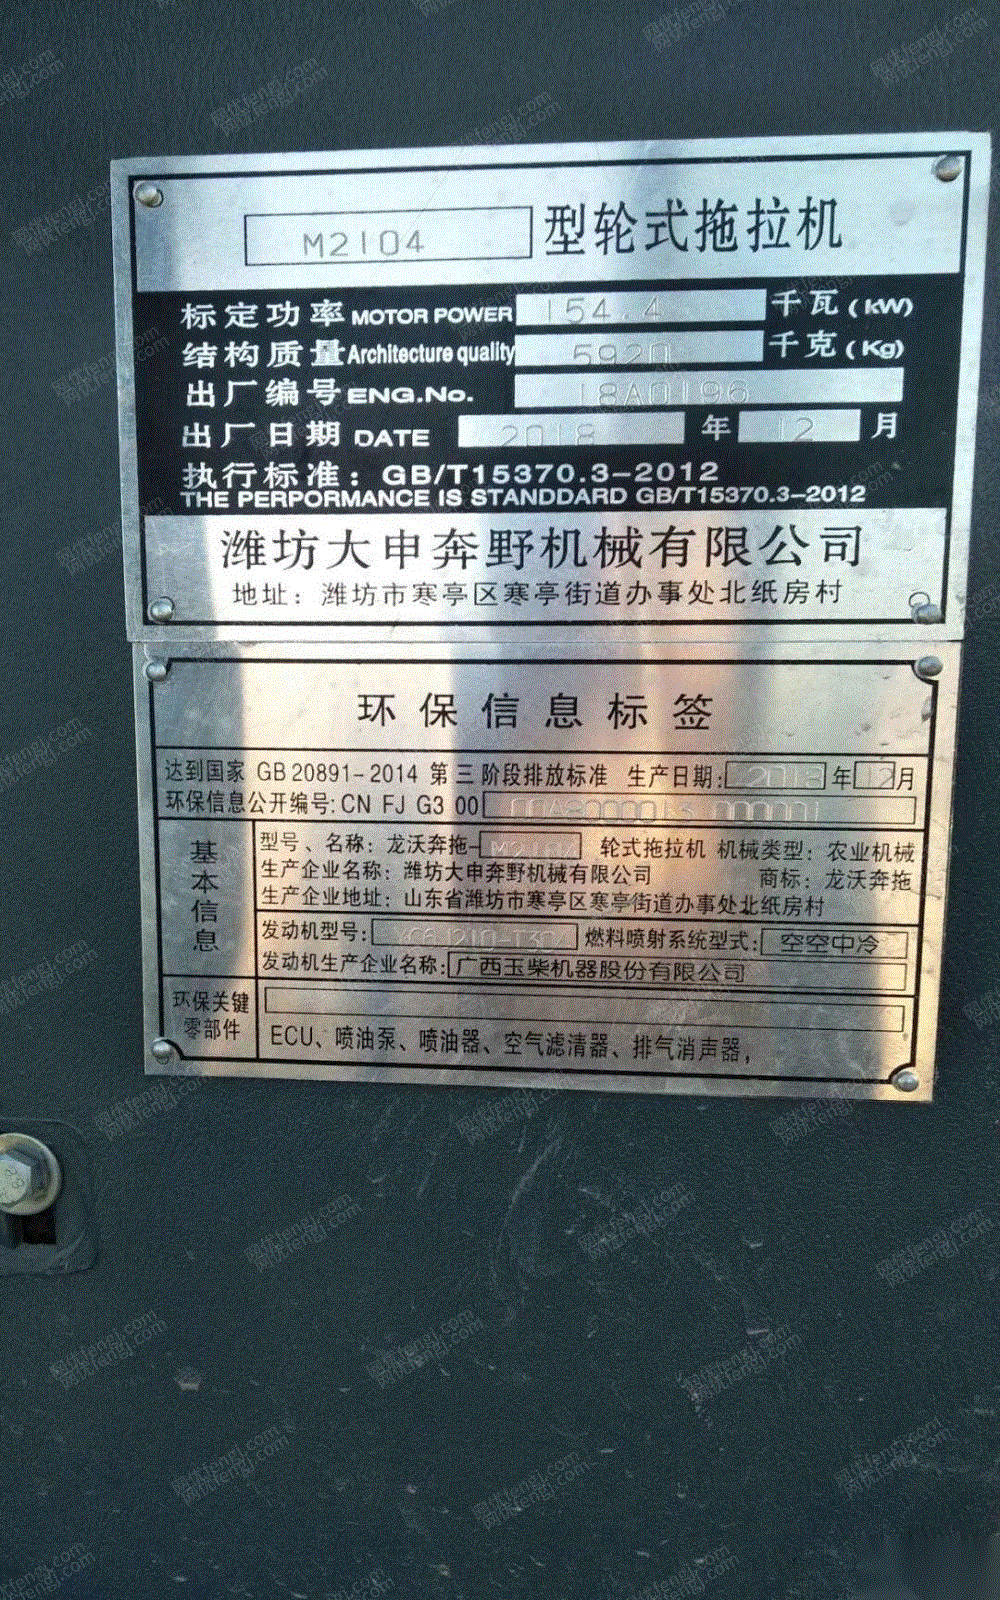 M2104 型轮式拖拉机
标定功率 MOTOR POWER 154.4 千瓦(kW)
结构质量 Architecture quality 5920 千克(Kg)
出厂编号 ENG.No. 18A0196
出厂日期 DATE 2018 年 12 月
执行标准: GB/T15370.3-2012
THE PERPORMANCE IS STANDDARD GB/T15370.3-2012
潍坊大申奔野机械有限公司
地址: 潍坊市寒亭区寒亭街道办事处北纸房村
环保信息标签
达到国家 GB 20891-2014 第三阶段排放标准 生产日期: 2018 年 12 月
环保信息公开编号: CN FJ G3 00
基本信息
型号、名称: 龙沃奔拖- M2104 轮式拖拉机 机械类型: 农业机械
生产企业名称: 潍坊大申奔野机械有限公司 商标: 龙沃奔拖
生产企业地址: 山东省潍坊市寒亭区寒亭街道办事处北纸房村
发动机型号: YC6J210-T304 燃料喷射系统型式: 空空中冷
发动机生产企业名称: 广西玉柴机器股份有限公司
环保关键
零部件
ECU、喷油泵、喷油器、空气滤清器、排气消声器,